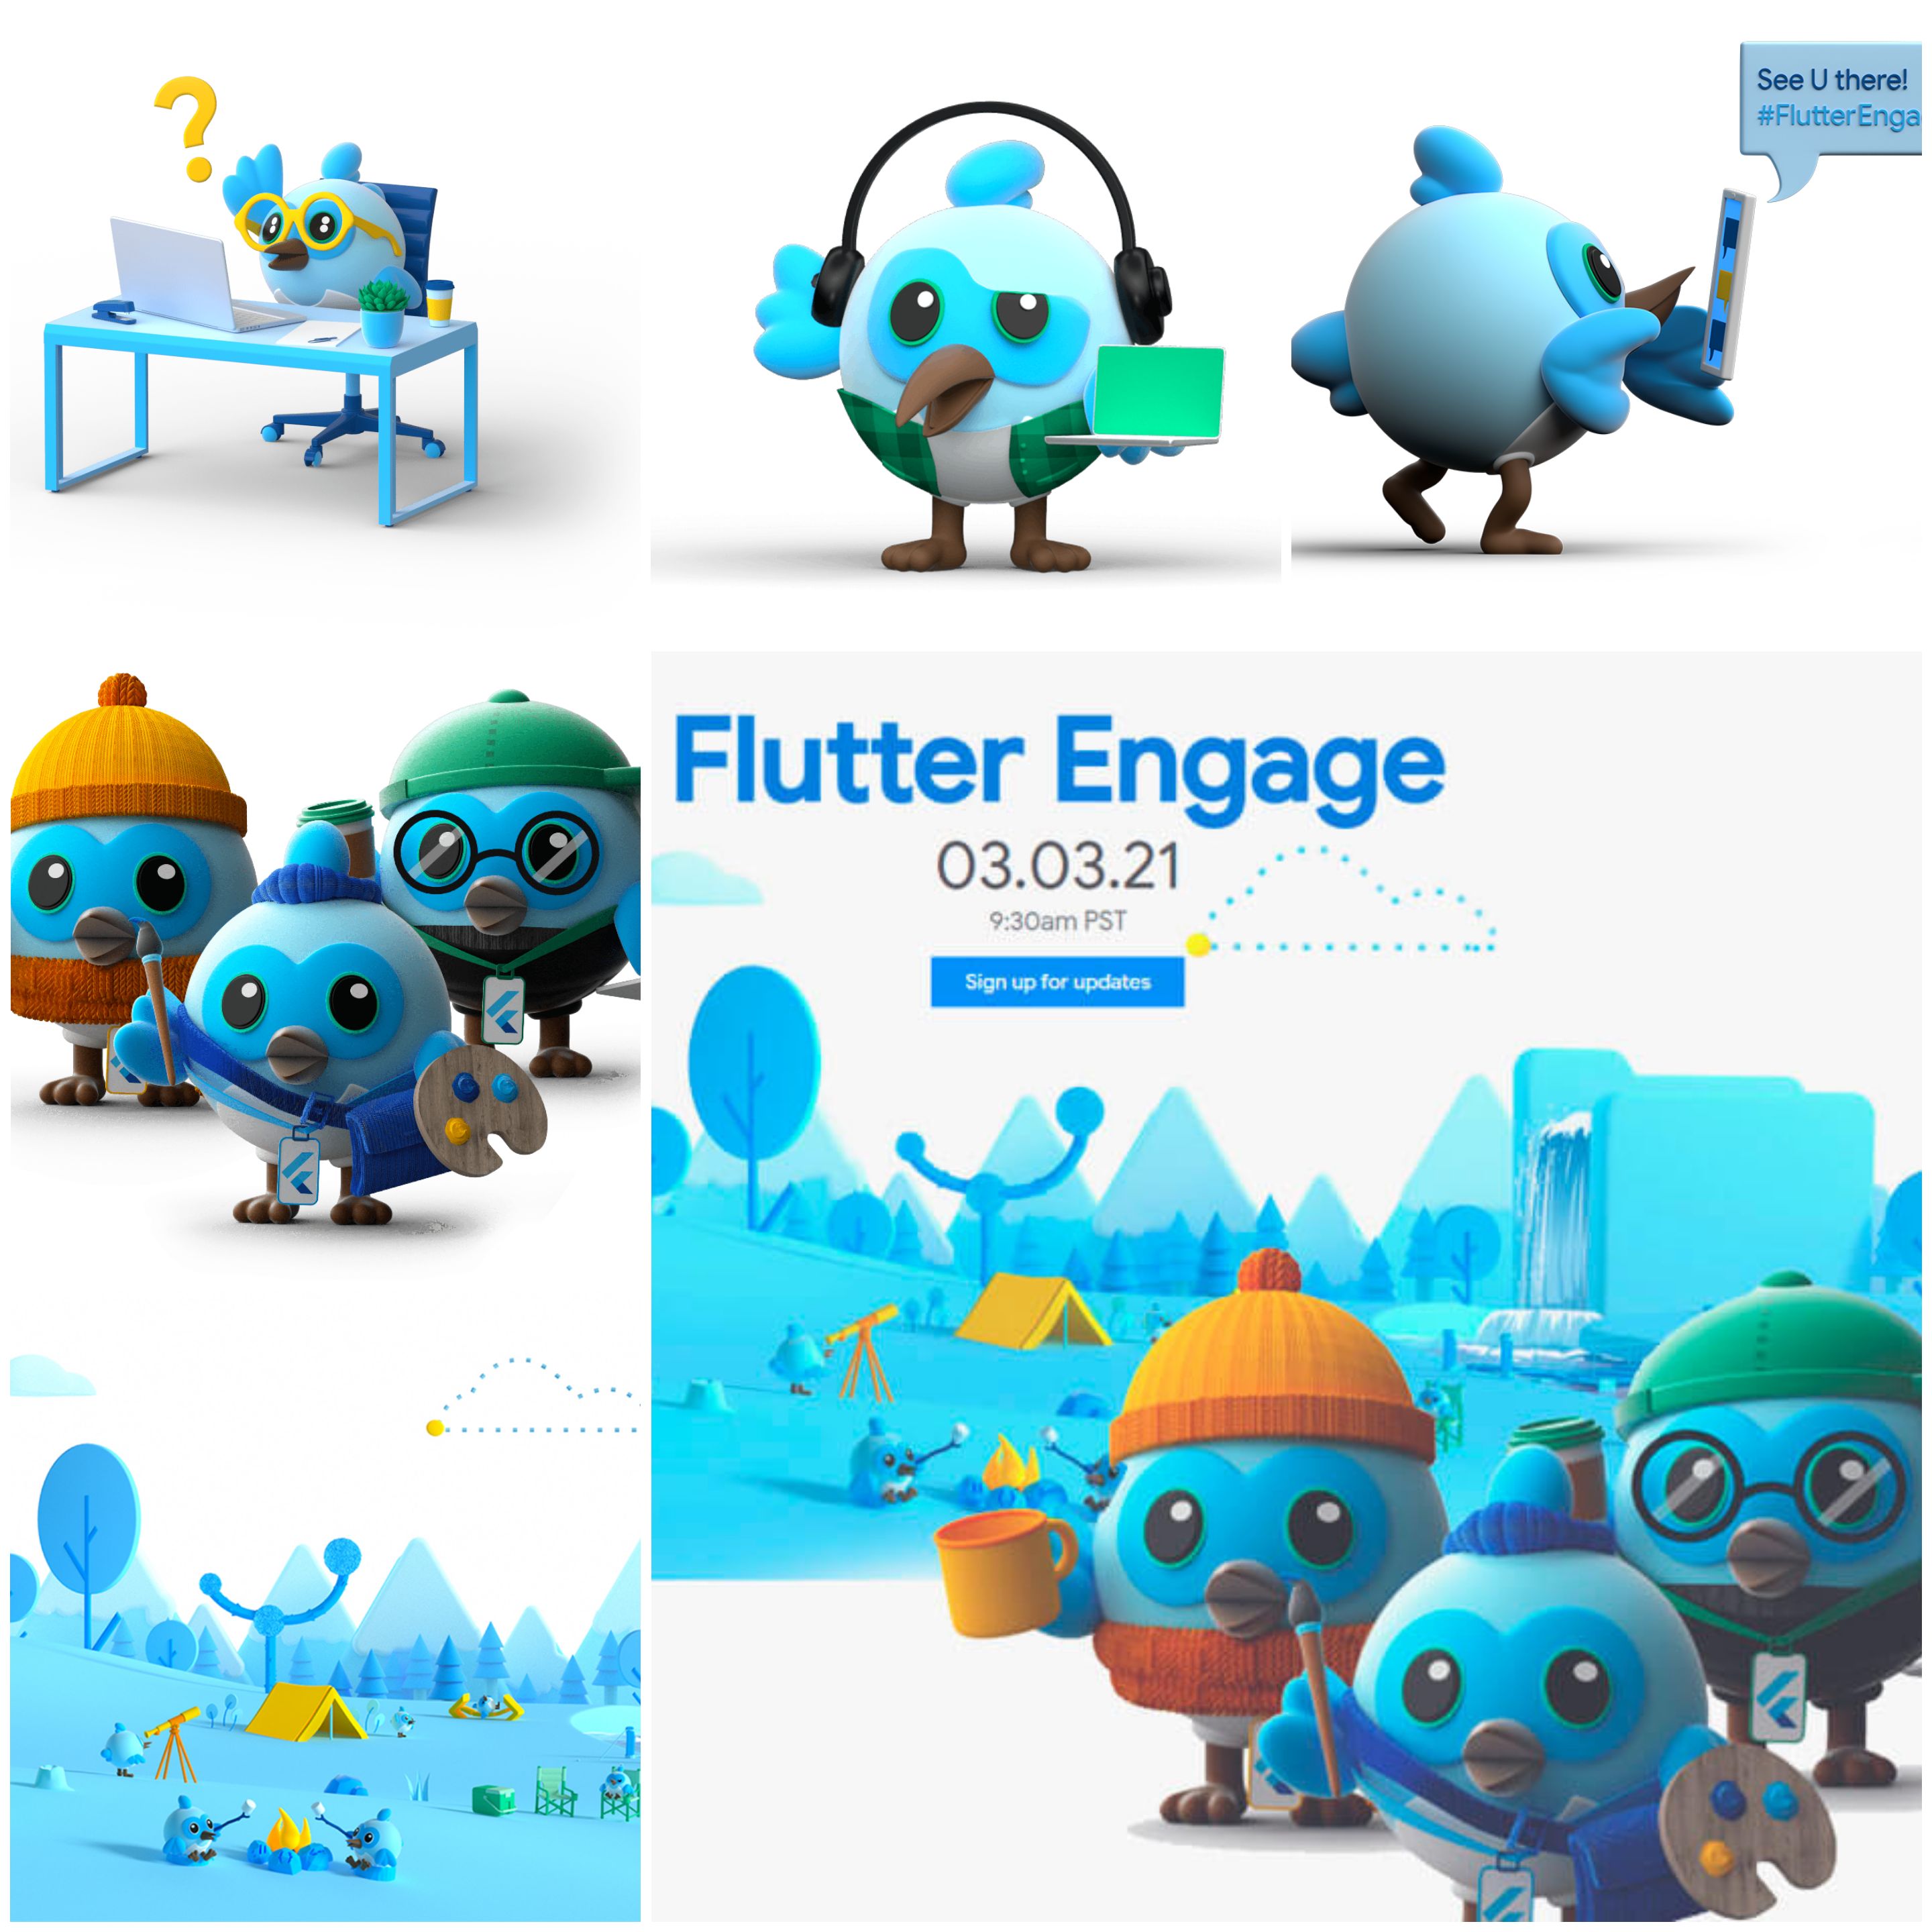 ?
See U there!
#FlutterEnga
Flutter Engage
03.03.21
9:30am PST
Sign up for updates